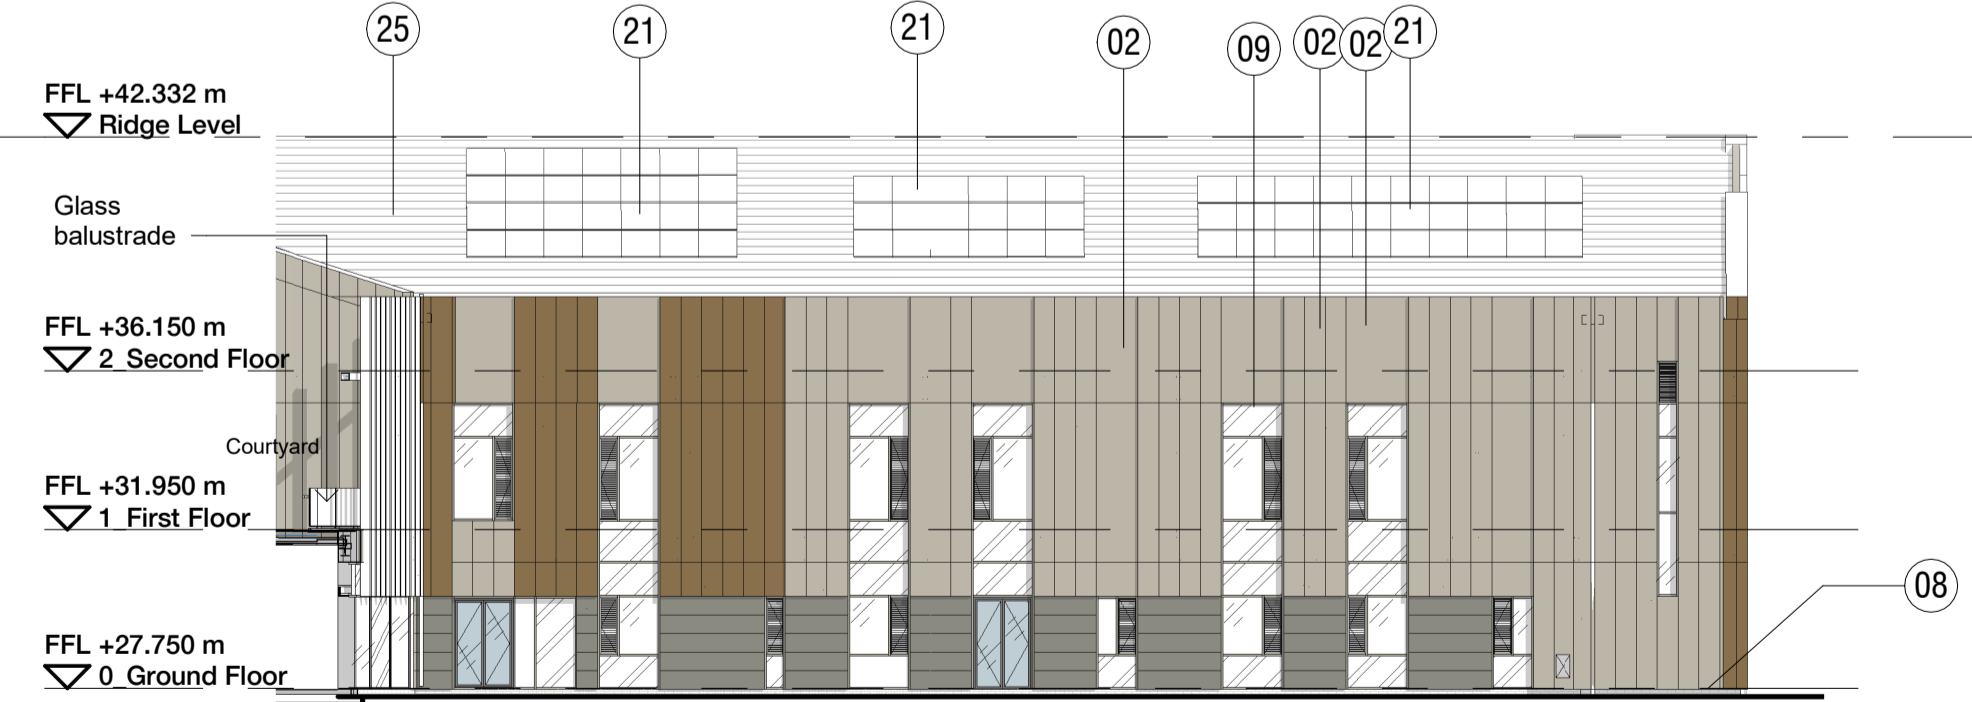 25
21
21
02
09
02
02
21
FFL +42.332 m
Ridge Level
Glass
balustrade
FFL +36.150 m
2_Second Floor
Courtyard
FFL +31.950 m
1_First Floor
08
FFL +27.750 m
0_Ground Floor